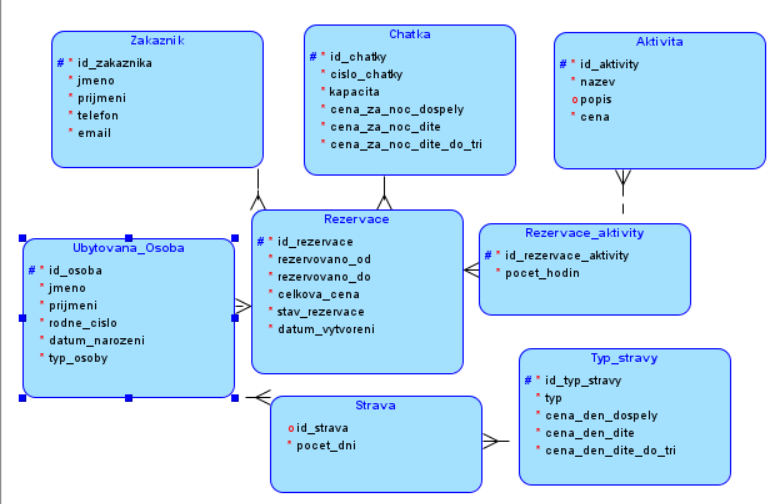 Zakaznik
# * id_zakaznika
* jmeno
* prijmeni
* telefon
* email
Chatka
# * id_chatky
* cislo_chatky
* kapacita
* cena_za_noc_dospely
* cena_za_noc_dite
* cena_za_noc_dite_do_tri
Aktivita
# * id_aktivity
* nazev
o popis
* cena
Ubytovana_Osoba
# * id_osoba
* jmeno
* prijmeni
* rodne_cislo
* datum_narozeni
* typ_osoby
Rezervace
# * id_rezervace
* rezervovano_od
* rezervovano_do
* celkova_cena
* stav_rezervace
* datum_vytvoreni
Rezervace_aktivity
# * id_rezervace_aktivity
* pocet_hodin
Strava
o id_strava
* pocet_dni
Typ_stravy
# * id_typ_stravy
* typ
* cena_den_dospely
* cena_den_dite
* cena_den_dite_do_tri